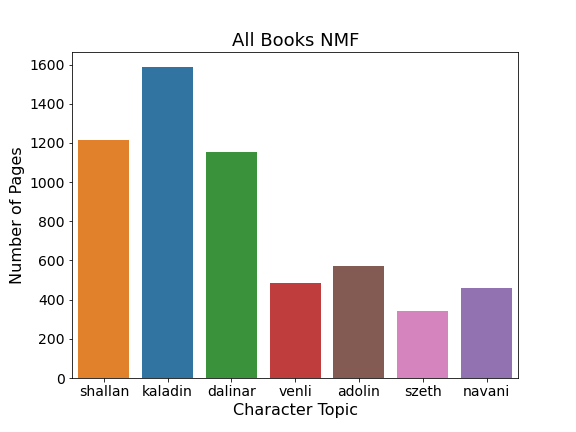 All Books NMF
1600
1400
1200
1000
800
600
400
200
0
Number of Pages
shallan kaladin dalinar venli adolin szeth navani
Character Topic